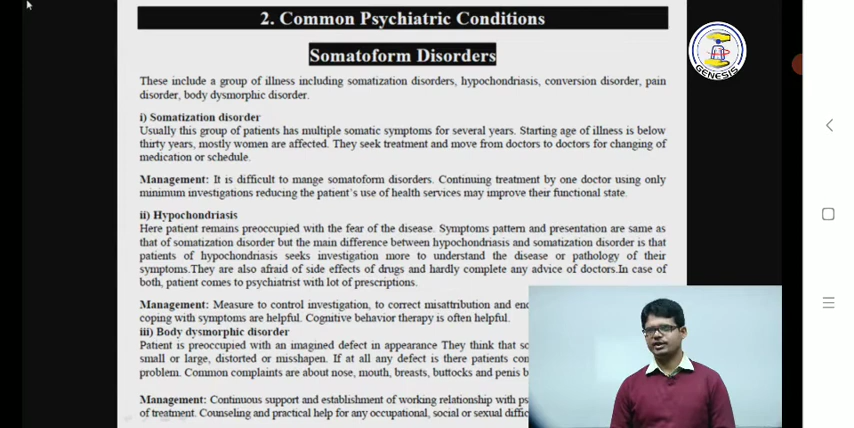 2. Common Psychiatric Conditions
Somatoform Disorders
GENESIS
These include a group of illness including somatization disorders, hypochondriasis, conversion disorder, pain
disorder, body dysmorphic disorder.
i) Somatization disorder
Usually this group of patients has multiple somatic symptoms for several years. Starting age of illness is below
thirty years, mostly women are affected. They seek treatment and move from doctors to doctors for changing of
medication or schedule.
Management: It is difficult to mange somatoform disorders. Continuing treatment by one doctor using only
minimum investigations reducing the patient's use of health services may improve their functional state.
ii) Hypochondriasis
Here patient remains preoccupied with the fear of the disease. Symptoms pattern and presentation are same as
that of somatization disorder but the main difference between hypochondriasis and somatization disorder is that
patients of hypochondriasis seeks investigation more to understand the disease or pathology of their
symptoms.They are also afraid of side effects of drugs and hardly complete any advice of doctors.In case of
both, patient comes to psychiatrist with lot of prescriptions.
Management: Measure to control investigation, to correct misattribution and
coping with symptoms are helpful. Cognitive behavior therapy is often helpful.
iii) Body dysmorphic disorder
Patient is preoccupied with an imagined defect in appearance They think that
small or large, distorted or misshapen. If at all any defect is there patients
problem. Common complaints are about nose, mouth, breasts, buttocks and penis
Management: Continuous support and establishment of working relationship with
of treatment. Counseling and practical help for any occupational, social or sexual